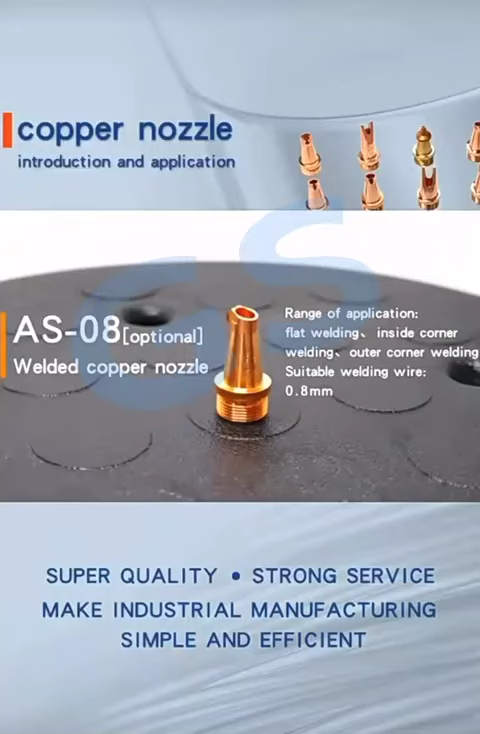 copper nozzle
introduction and application
GS
AS-08[optional]
Welded copper nozzle
Range of application:
flat welding、inside corner
welding、outer corner welding
Suitable welding wire:
0.8mm
SUPER QUALITY • STRONG SERVICE
MAKE INDUSTRIAL MANUFACTURING
SIMPLE AND EFFICIENT